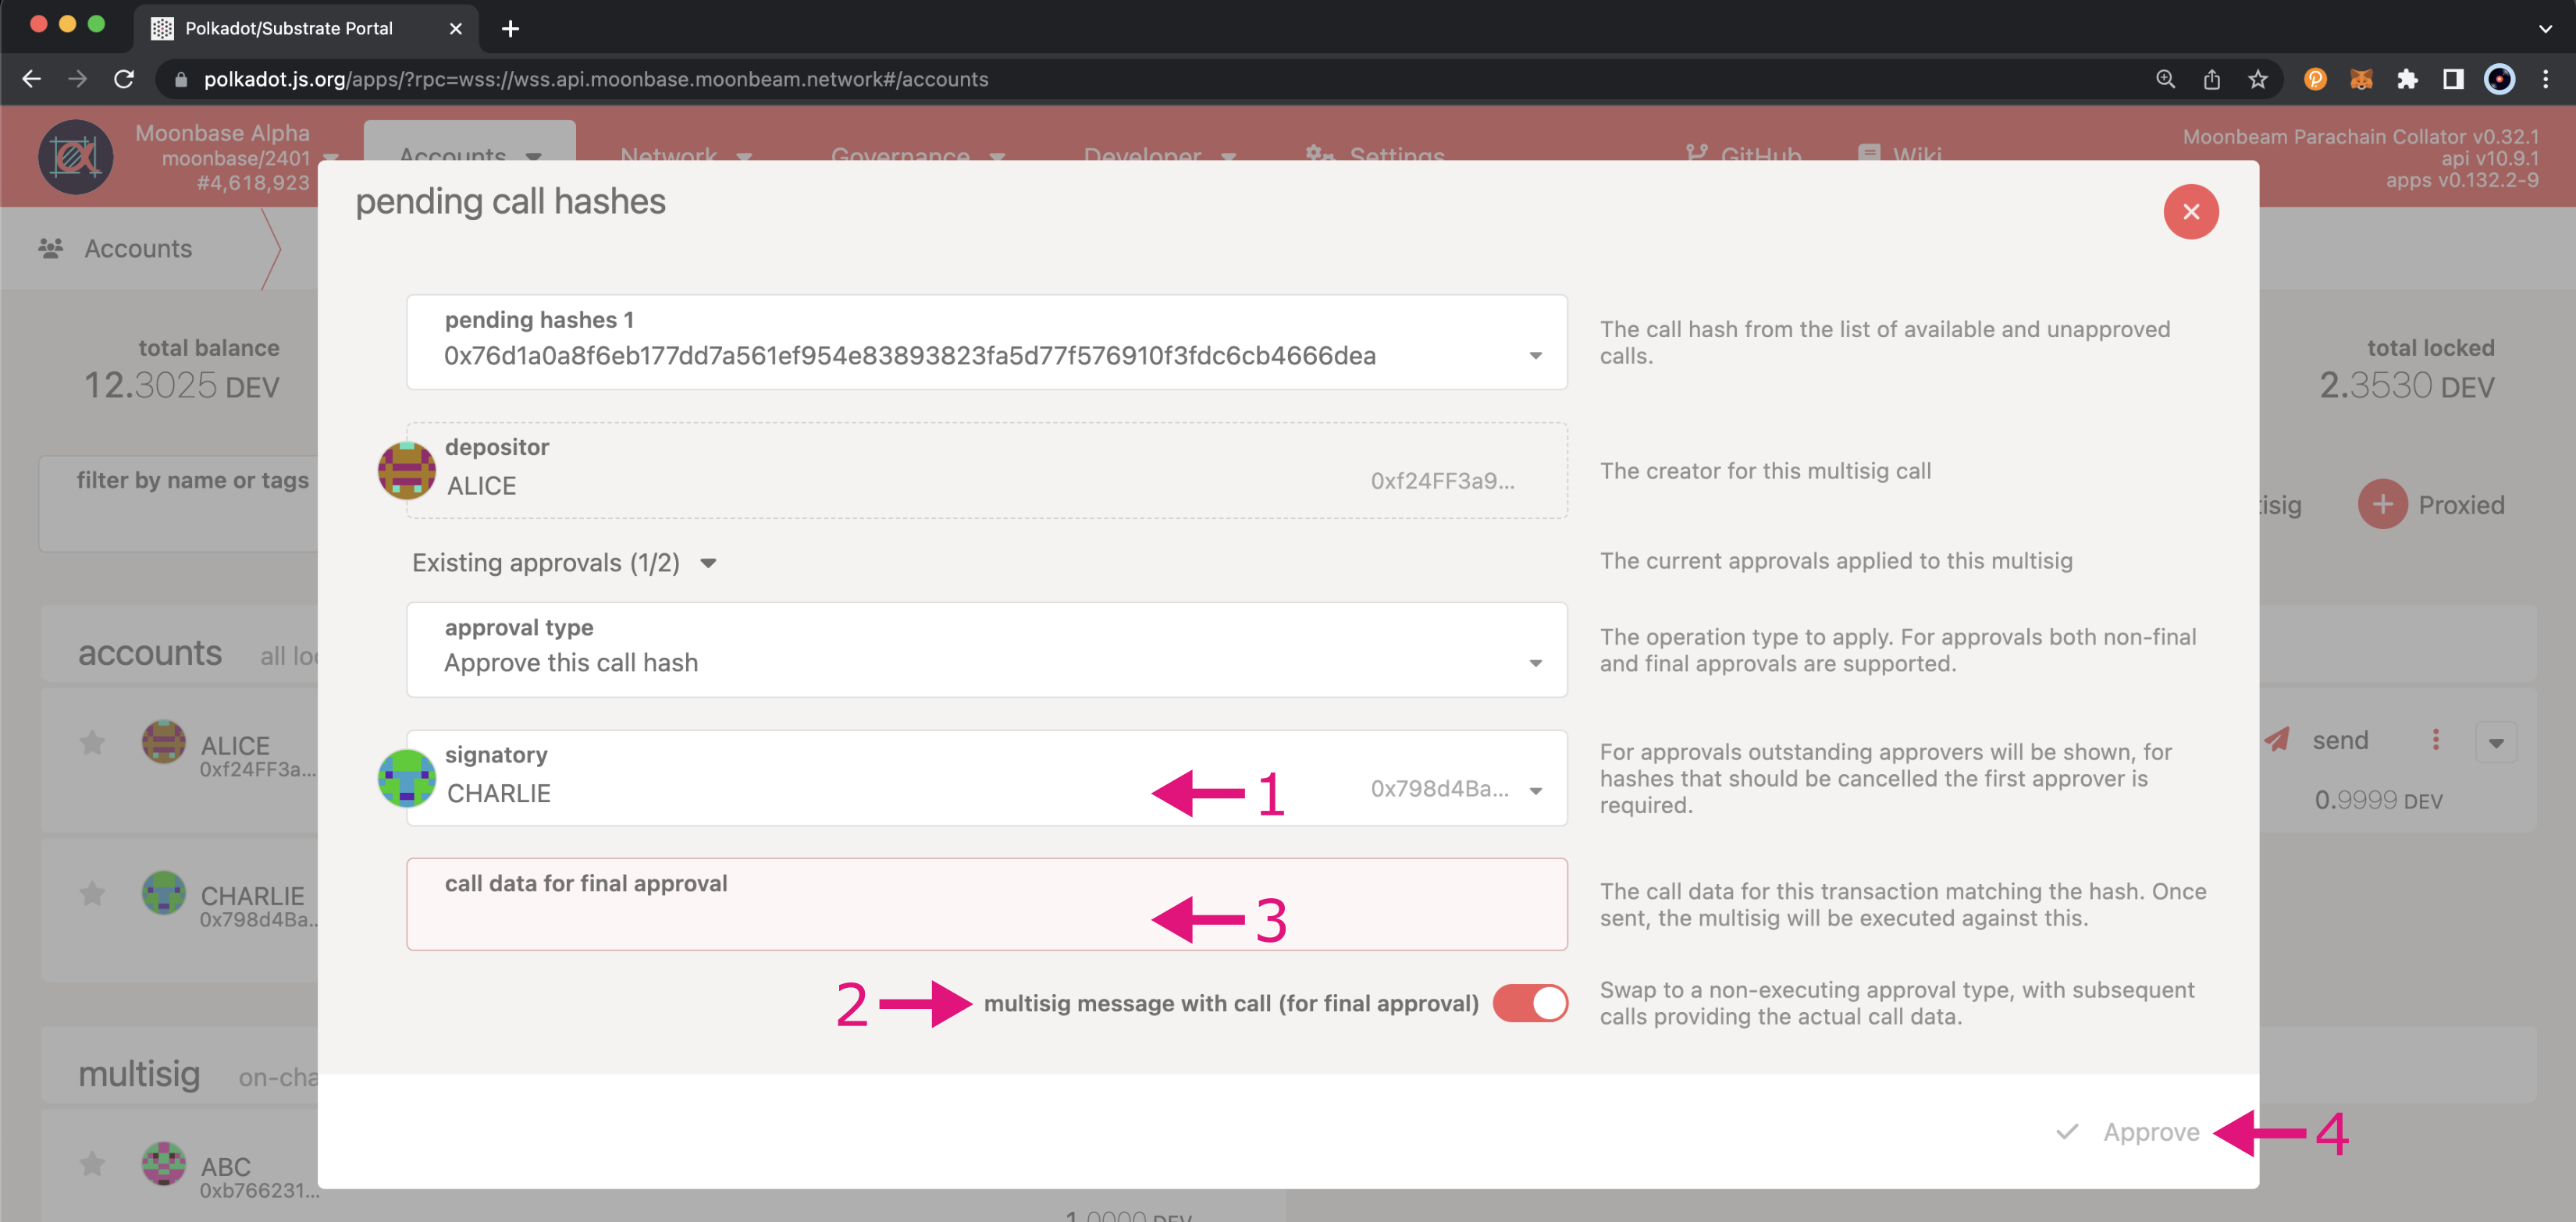 Polkadot/Substrate Portal
polkadot.js.org/apps/?rpc=wss://wss.api.moonbase.moonbeam.network#/accounts
Moonbase Alpha
moonbase/2401
#4,618,923
Accounts
Network
Governance
Developer
Settings
GitHub
Wiki
Moonbeam Parachain Collator v0.32.1
api v10.9.1
apps v0.132.2-9
Accounts
pending call hashes
total balance
12.3025 DEV
total locked
2.3530 DEV
filter by name or tags
tisig
Proxied
pending hashes 1
0x76d1a0a8f6eb177dd7a561ef954e83893823fa5d77f576910f3fdc6cb4666dea
The call hash from the list of available and unapproved
calls.
depositor
ALICE
0xf24FF3a9...
The creator for this multisig call
Existing approvals (1/2)
The current approvals applied to this multisig
approval type
Approve this call hash
The operation type to apply. For approvals both non-final
and final approvals are supported.
signatory
CHARLIE
0x798d4Ba...
1
For approvals outstanding approvers will be shown, for
hashes that should be cancelled the first approver is
required.
call data for final approval
3
The call data for this transaction matching the hash. Once
sent, the multisig will be executed against this.
2
multisig message with call (for final approval)
Swap to a non-executing approval type, with subsequent
calls providing the actual call data.
Approve
4
accounts
all loc
ALICE
0xf24FF3a...
send
0.9999 DEV
CHARLIE
0x798d4Ba...
multisig
on-cha
ABC
0xb766231...